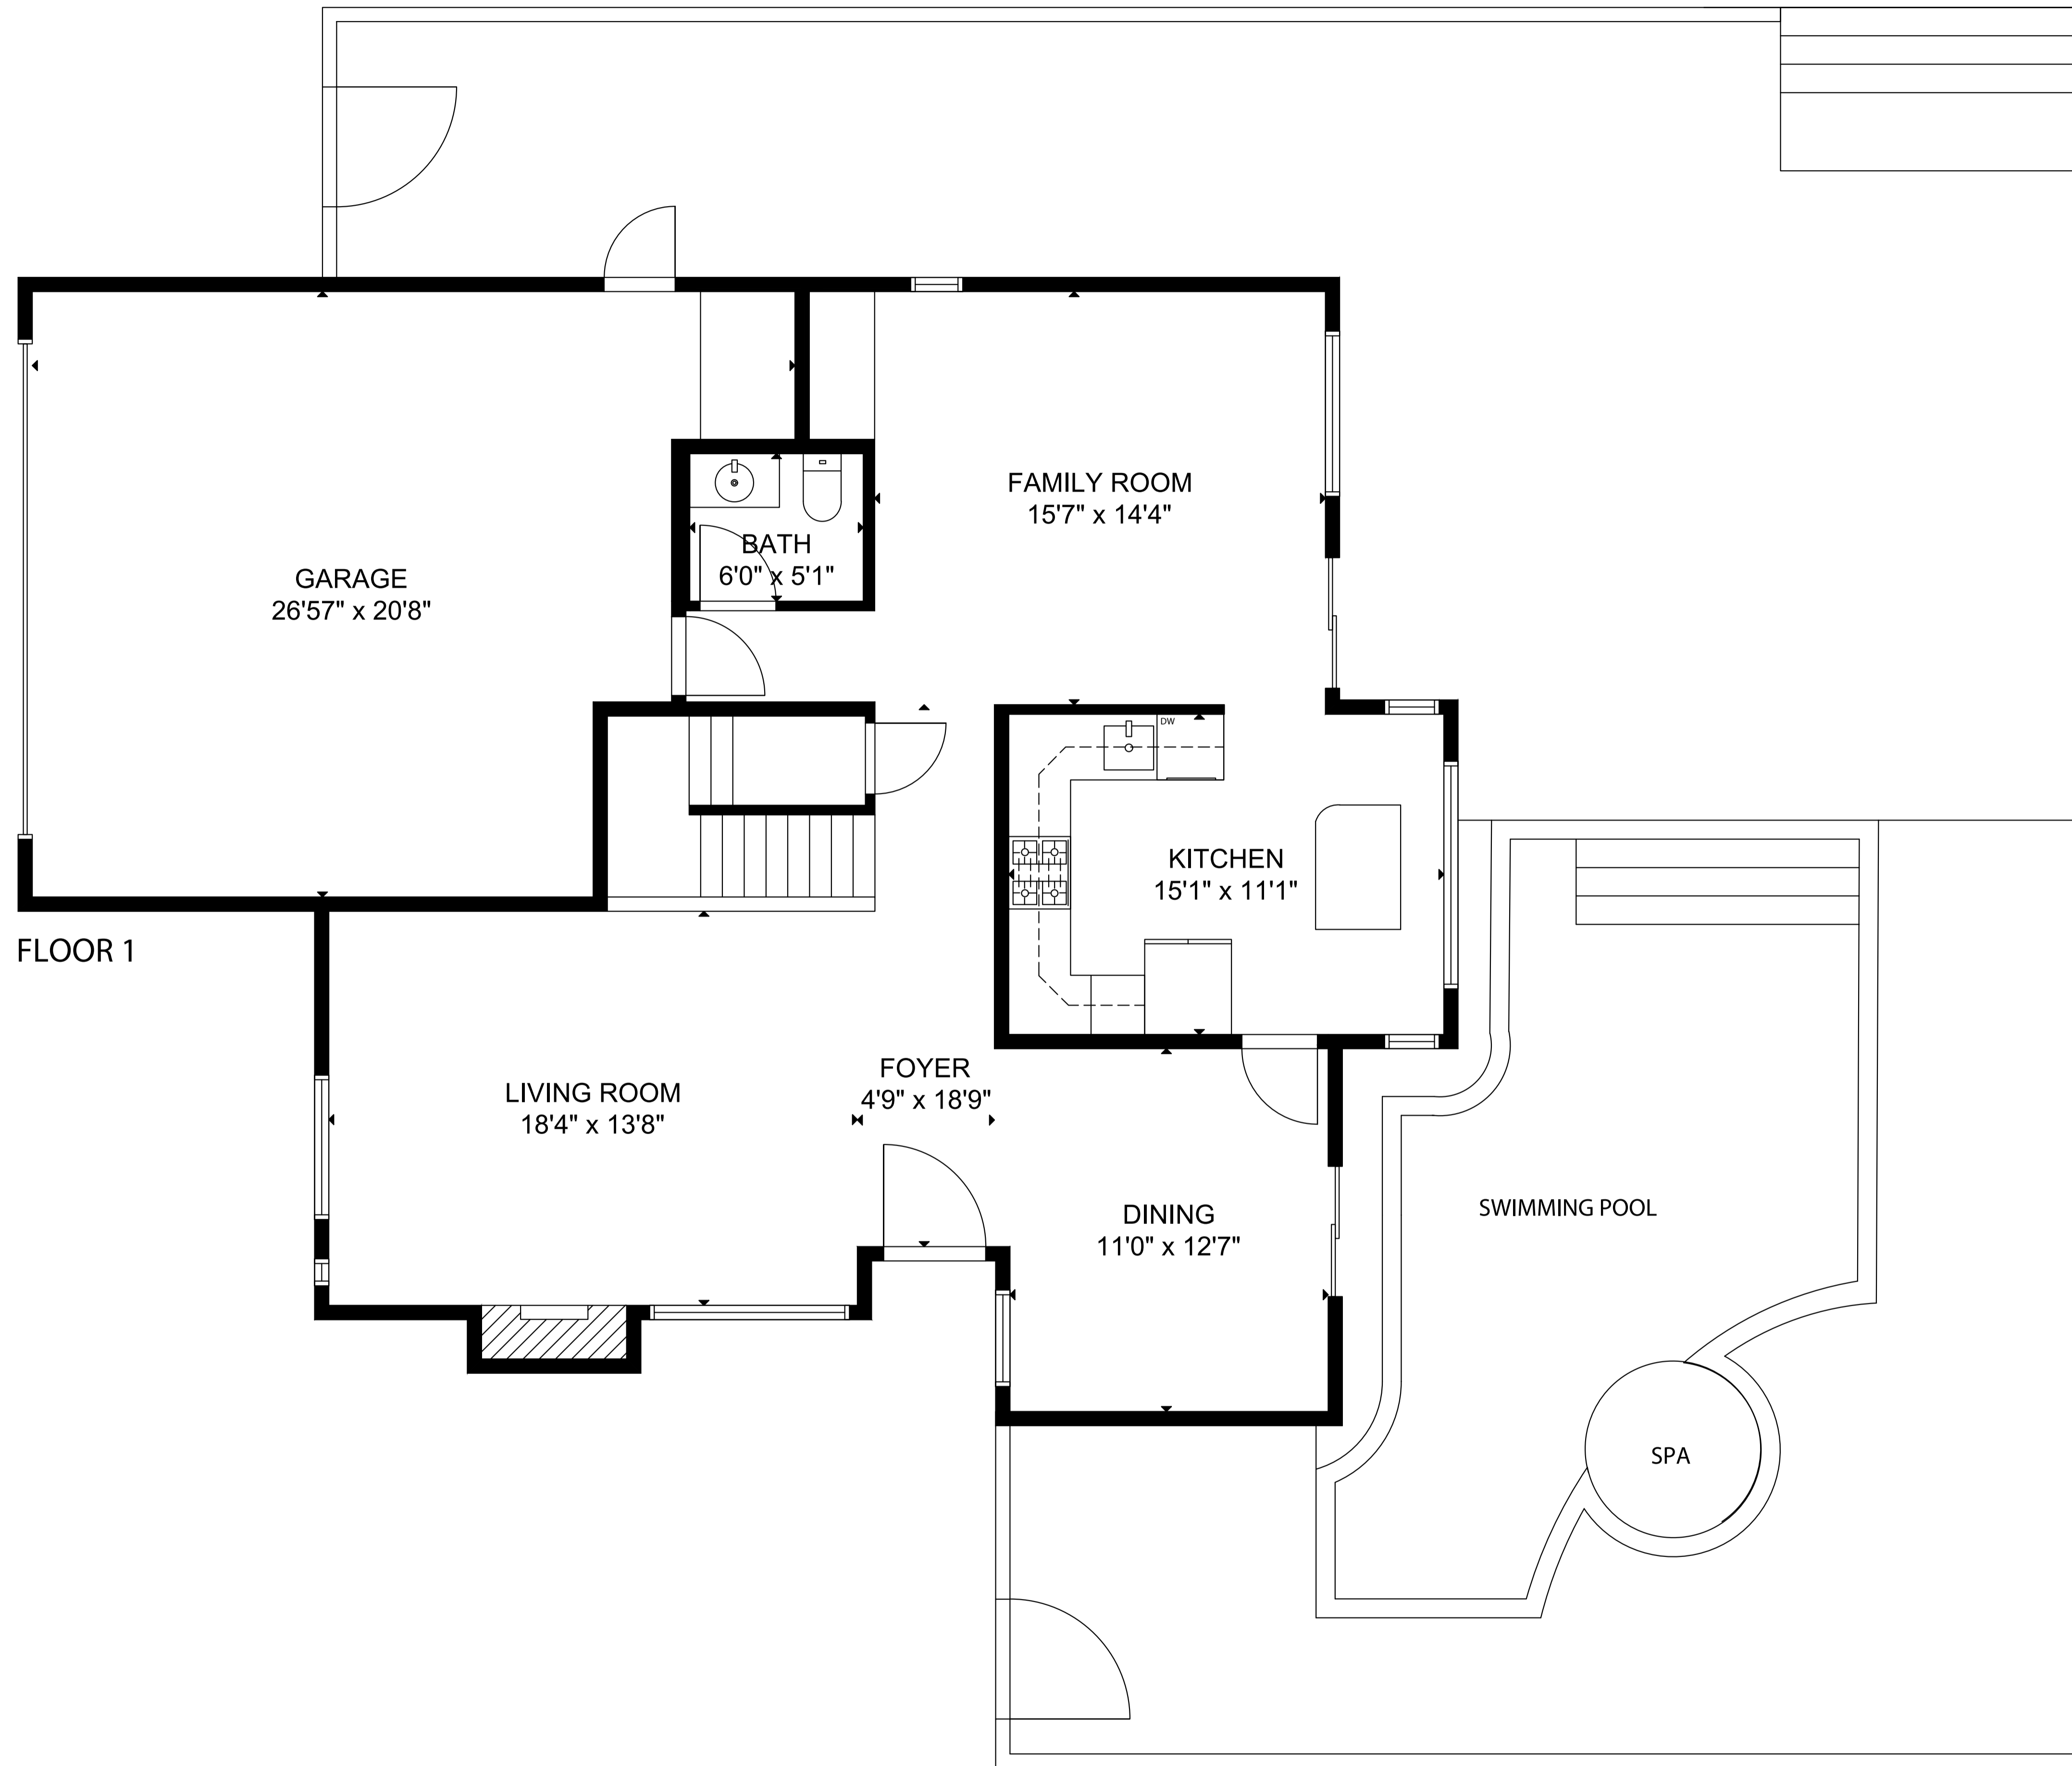 FAMILY ROOM
15'7" x 14'4"
BATH
6'0" x 5'1"
GARAGE
26'57" x 20'8"
DW
KITCHEN
15'1" x 11'1"
FLOOR 1
FOYER
4'9" x 18'9"
LIVING ROOM
18'4" x 13'8"
DINING
11'0" x 12'7"
SWIMMING POOL
SPA